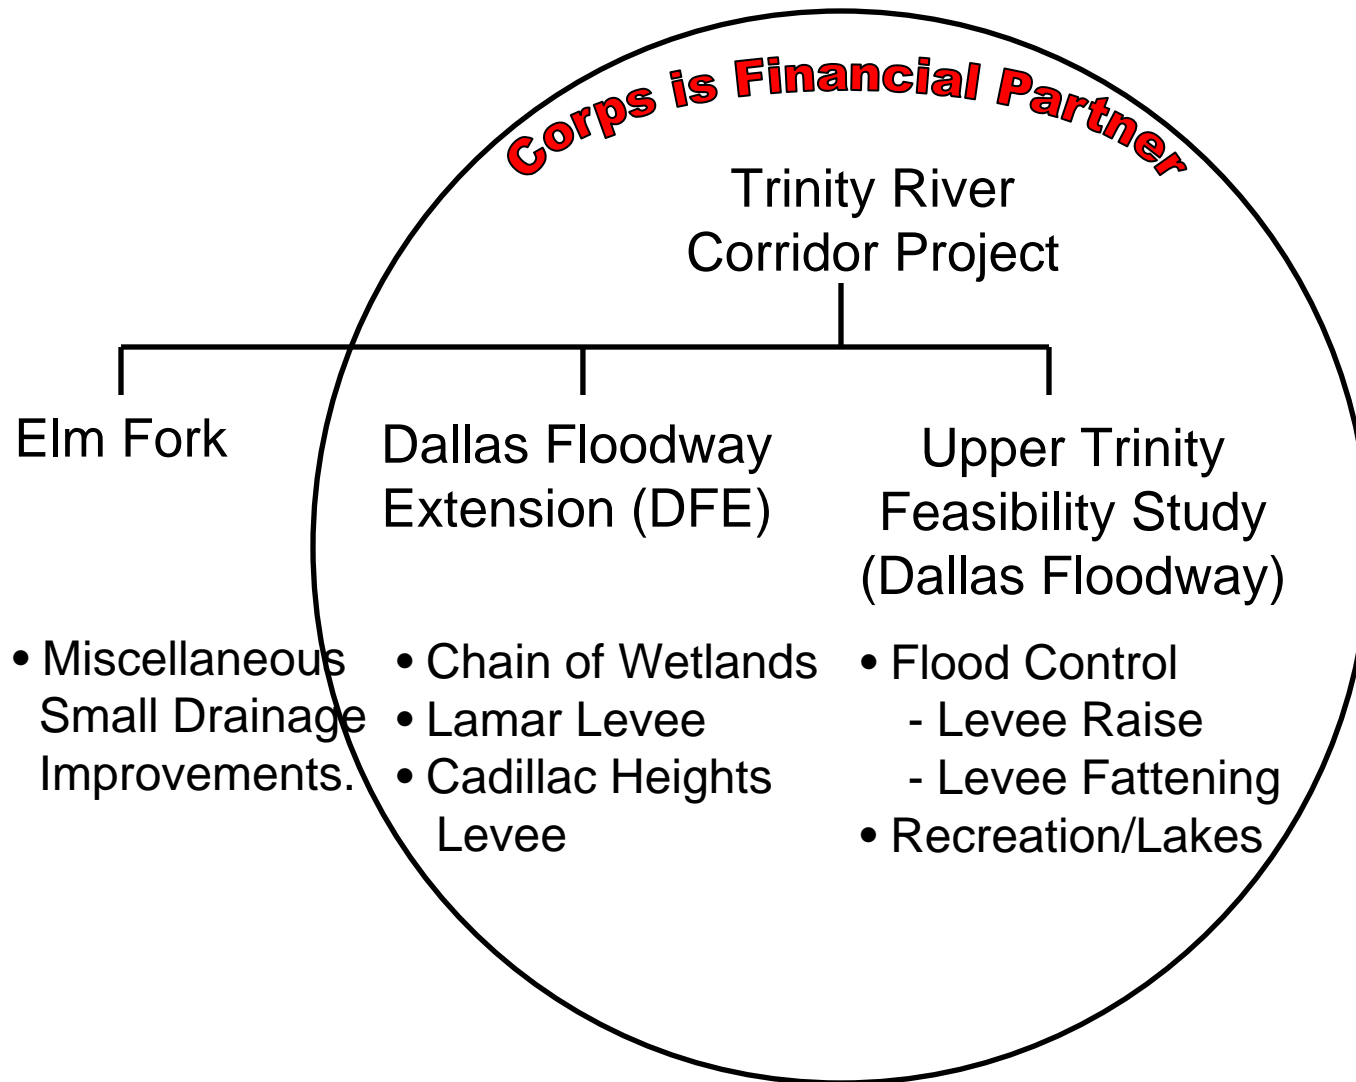 Corps is Financial Partner
Trinity River
Corridor Project
Elm Fork
Dallas Floodway
Extension (DFE)
Upper Trinity
Feasibility Study
(Dallas Floodway)
• Miscellaneous
Small Drainage
Improvements.
• Chain of Wetlands
• Lamar Levee
• Cadillac Heights
Levee
• Flood Control
- Levee Raise
- Levee Fattening
• Recreation/Lakes